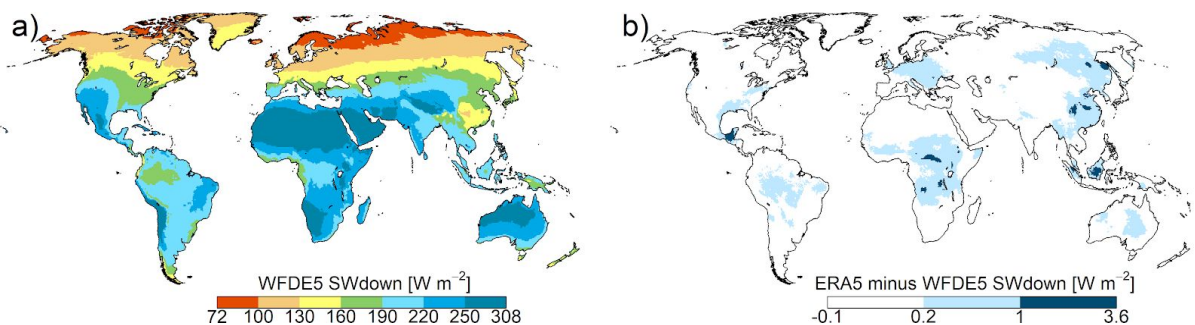 a)
WFDE5 SWdown [W m⁻²]
72 100 130 160 190 220 250 308
b)
ERA5 minus WFDE5 SWdown [W m⁻²]
-0.1 0.2 1 3.6